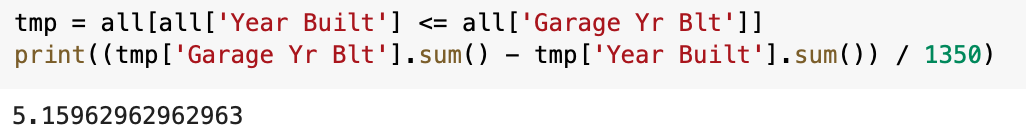 tmp = all[all['Year Built'] <= all['Garage Yr Blt']]
print((tmp['Garage Yr Blt'].sum() - tmp['Year Built'].sum()) / 1350)
5.15962962962963